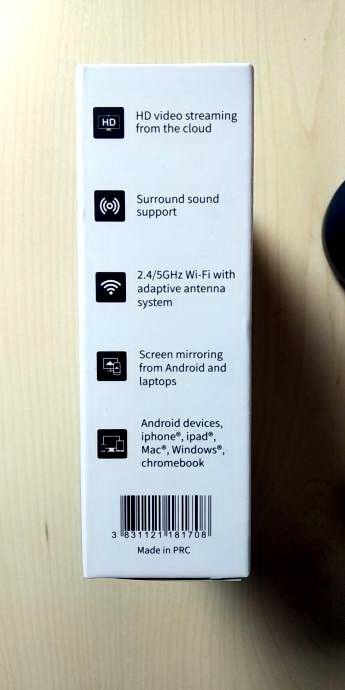 HD
HD video streaming
from the cloud
Surround sound
support
2.4/5GHz Wi-Fi with
adaptive antenna
system
Screen mirroring
from Android and
laptops
Android devices,
iphone®, ipad®,
Mac®, Windows®,
chromebook
3 831121 181708
Made in PRC